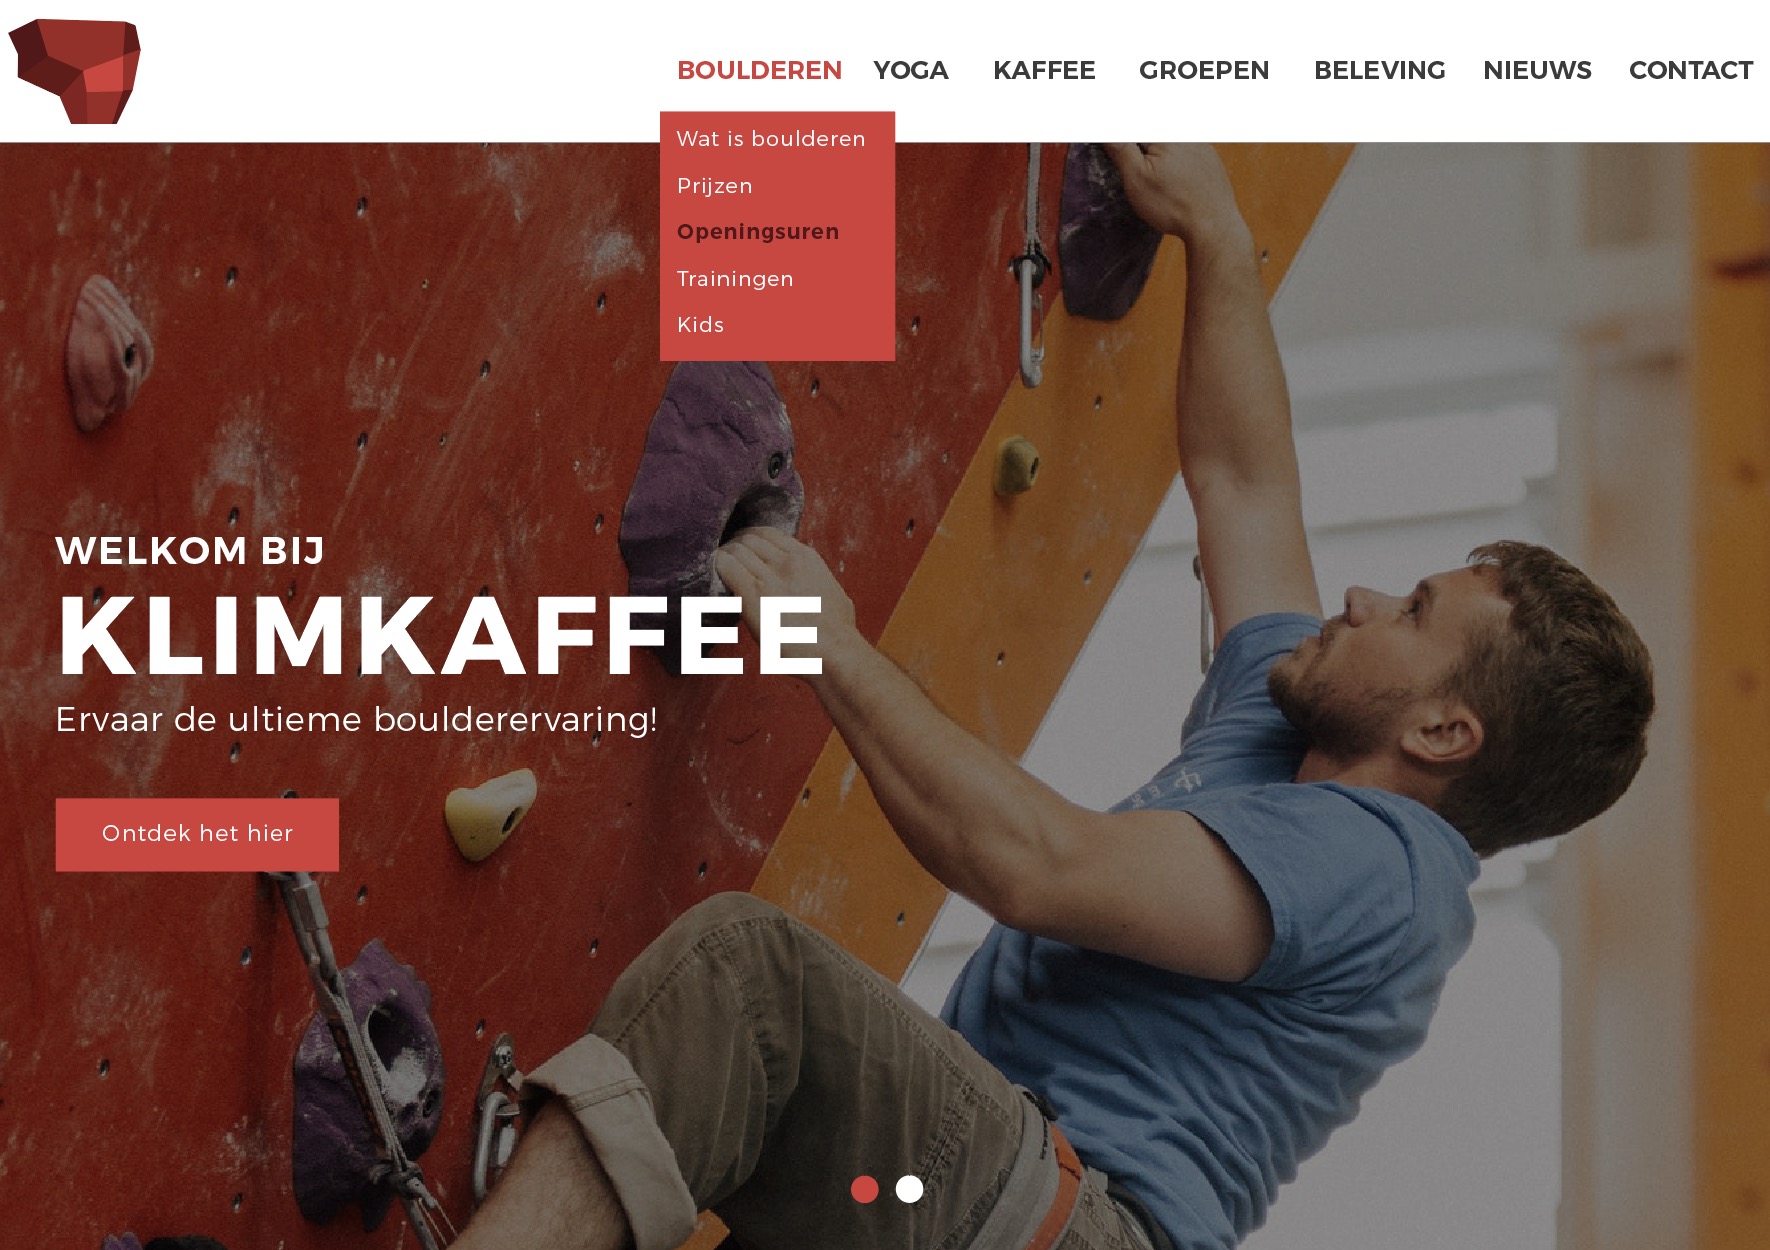 BOULDEREN YOGA KAFFEE GROEPEN BELEVING NIEUWS CONTACT
Wat is boulderen
Prijzen
Openingsuren
Trainingen
Kids
WELKOM BIJ
KLIMKAFFEE
Ervaar de ultieme boulderervaring!
Ontdek het hier